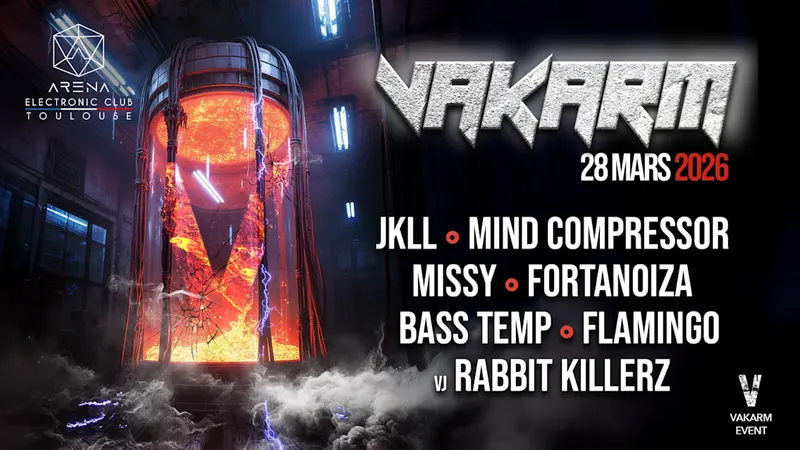 ARENA
ELECTRONIC CLUB
TOULOUSE
VAKARM
28 MARS 2026
JKLL • MIND COMPRESSOR
MISSY • FORTANOIZA
BASS TEMP • FLAMINGO
VJ RABBIT KILLERZ
V
VAKARM
EVENT